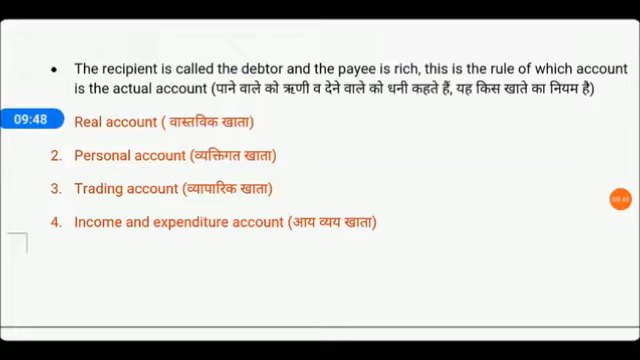 • The recipient is called the debtor and the payee is rich, this is the rule of which account
is the actual account (पाने वाले को ऋणी व देने वाले को धनी कहते हैं, यह किस खाते का नियम है)
09:48 Real account ( वास्तविक खाता)
2. Personal account (व्यक्तिगत खाता)
3. Trading account (व्यापारिक खाता)
4. Income and expenditure account (आय व्यय खाता)